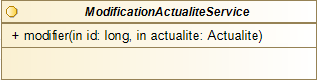 ModificationActualiteService
+ modifier(in id: long, in actualite: Actualite)